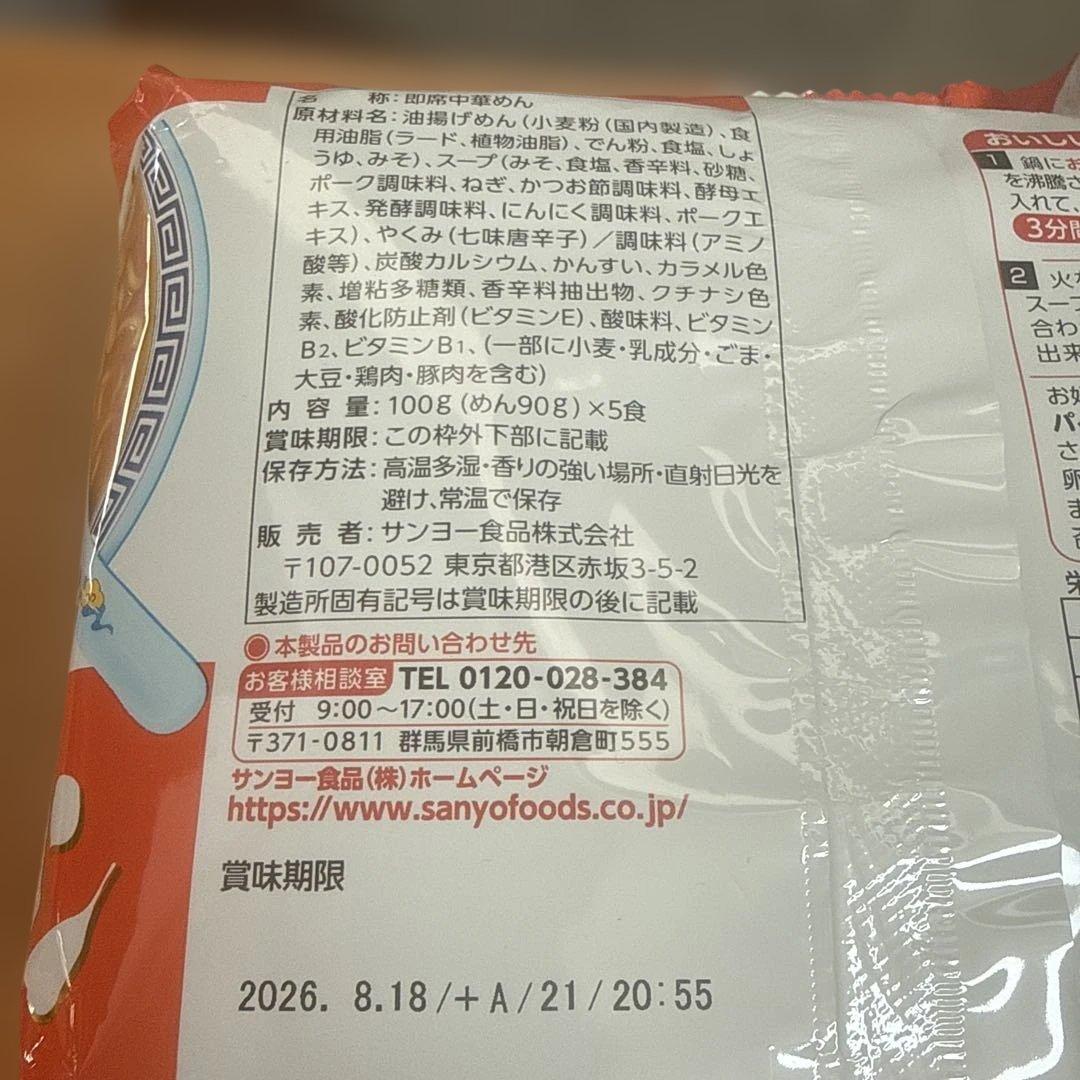 名称：即席中華めん
原材料名：油揚げめん（小麦粉（国内製造）、食
用油脂（ラード、植物油脂）、でん粉、食塩、しょ
うゆ、みそ）、スープ（みそ、食塩、香辛料、砂糖、
ポーク調味料、ねぎ、かつお節調味料、酵母エ
キス、発酵調味料、にんにく調味料、ポークエ
キス）、やくみ（七味唐辛子）／調味料（アミノ
酸等）、炭酸カルシウム、かんすい、カラメル色
素、増粘多糖類、香辛料抽出物、クチナシ色
素、酸化防止剤（ビタミンE）、酸味料、ビタミン
B2、ビタミンB1、（一部に小麦・乳成分・ごま・
大豆・鶏肉・豚肉を含む）
内容量：100g（めん90g）×5食
賞味期限：この枠外下部に記載
保存方法：高温多湿・香りの強い場所・直射日光を
避け、常温で保存
販売者：サンヨー食品株式会社
〒107-0052 東京都港区赤坂3-5-2
製造所固有記号は賞味期限の後に記載
●本製品のお問い合わせ先
お客様相談室 TEL 0120-028-384
受付 9:00～17:00（土・日・祝日を除く）
〒371-0811 群馬県前橋市朝倉町555
サンヨー食品（株）ホームページ
https://www.sanyofoods.co.jp/
賞味期限
2026. 8.18/+A/21/20:55
おいしい
1 鍋にお
を沸騰さ
入れて、
3分間
2 火を
スープ
合わ
出来
お好
パイ
さ
卵
ま
栄